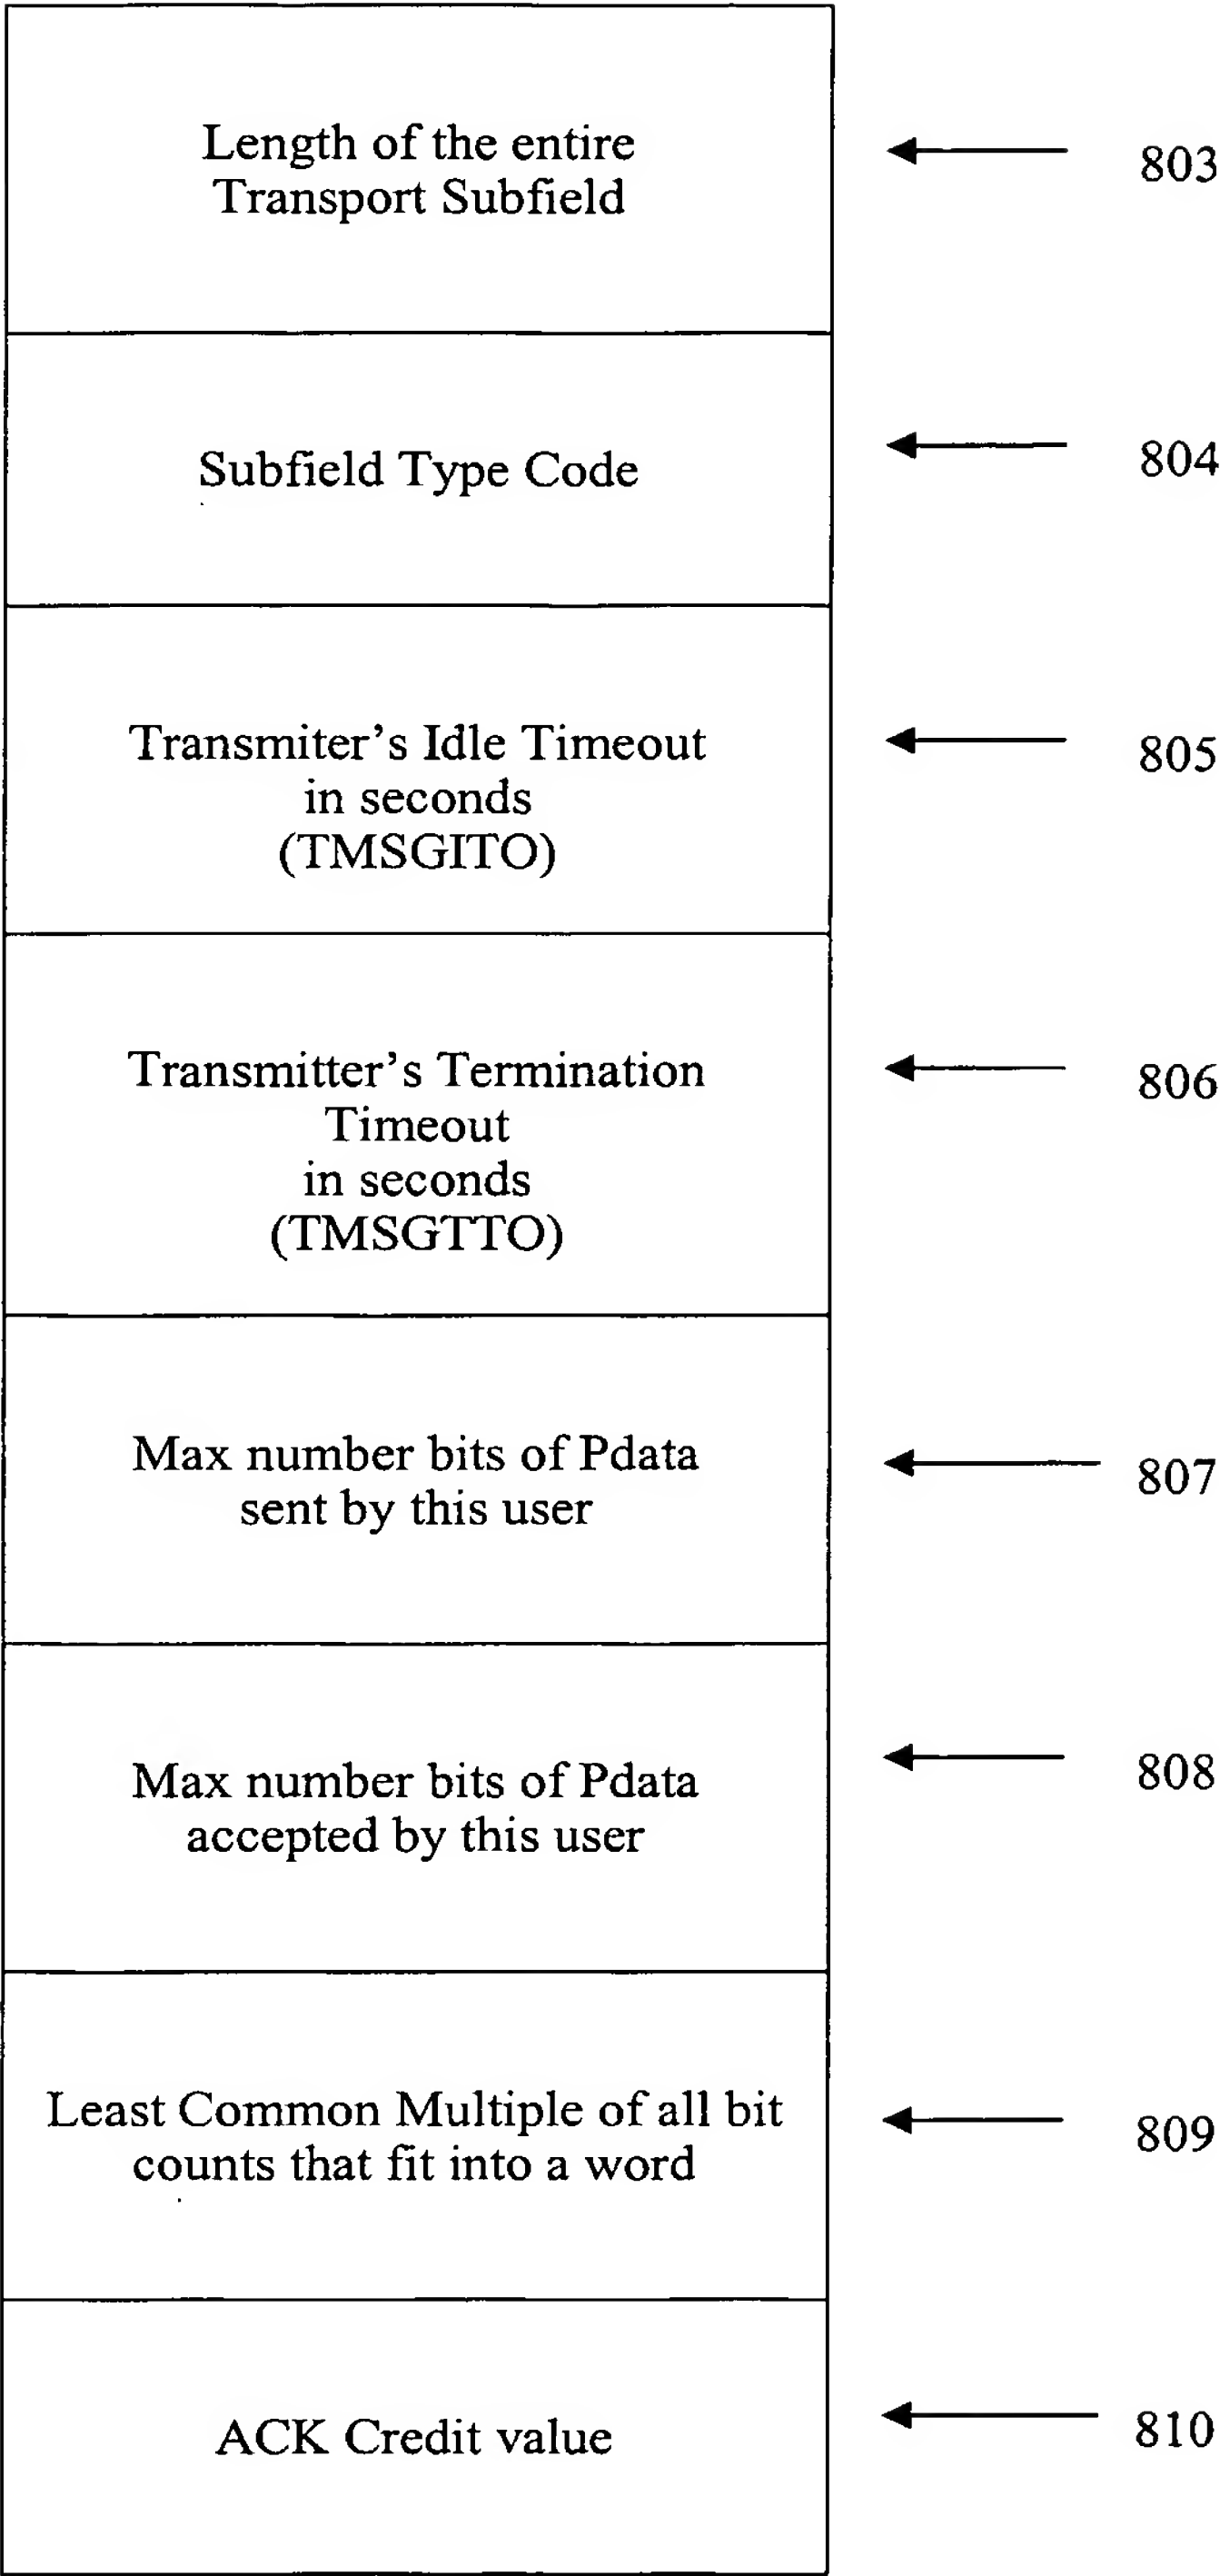 Length of the entire
Transport Subfield
803
Subfield Type Code
804
Transmiter's Idle Timeout
in seconds
(TMSGITO)
805
Transmitter's Termination
Timeout
in seconds
(TMSGTTO)
806
Max number bits of Pdata
sent by this user
807
Max number bits of Pdata
accepted by this user
808
Least Common Multiple of all bit
counts that fit into a word
809
ACK Credit value
810